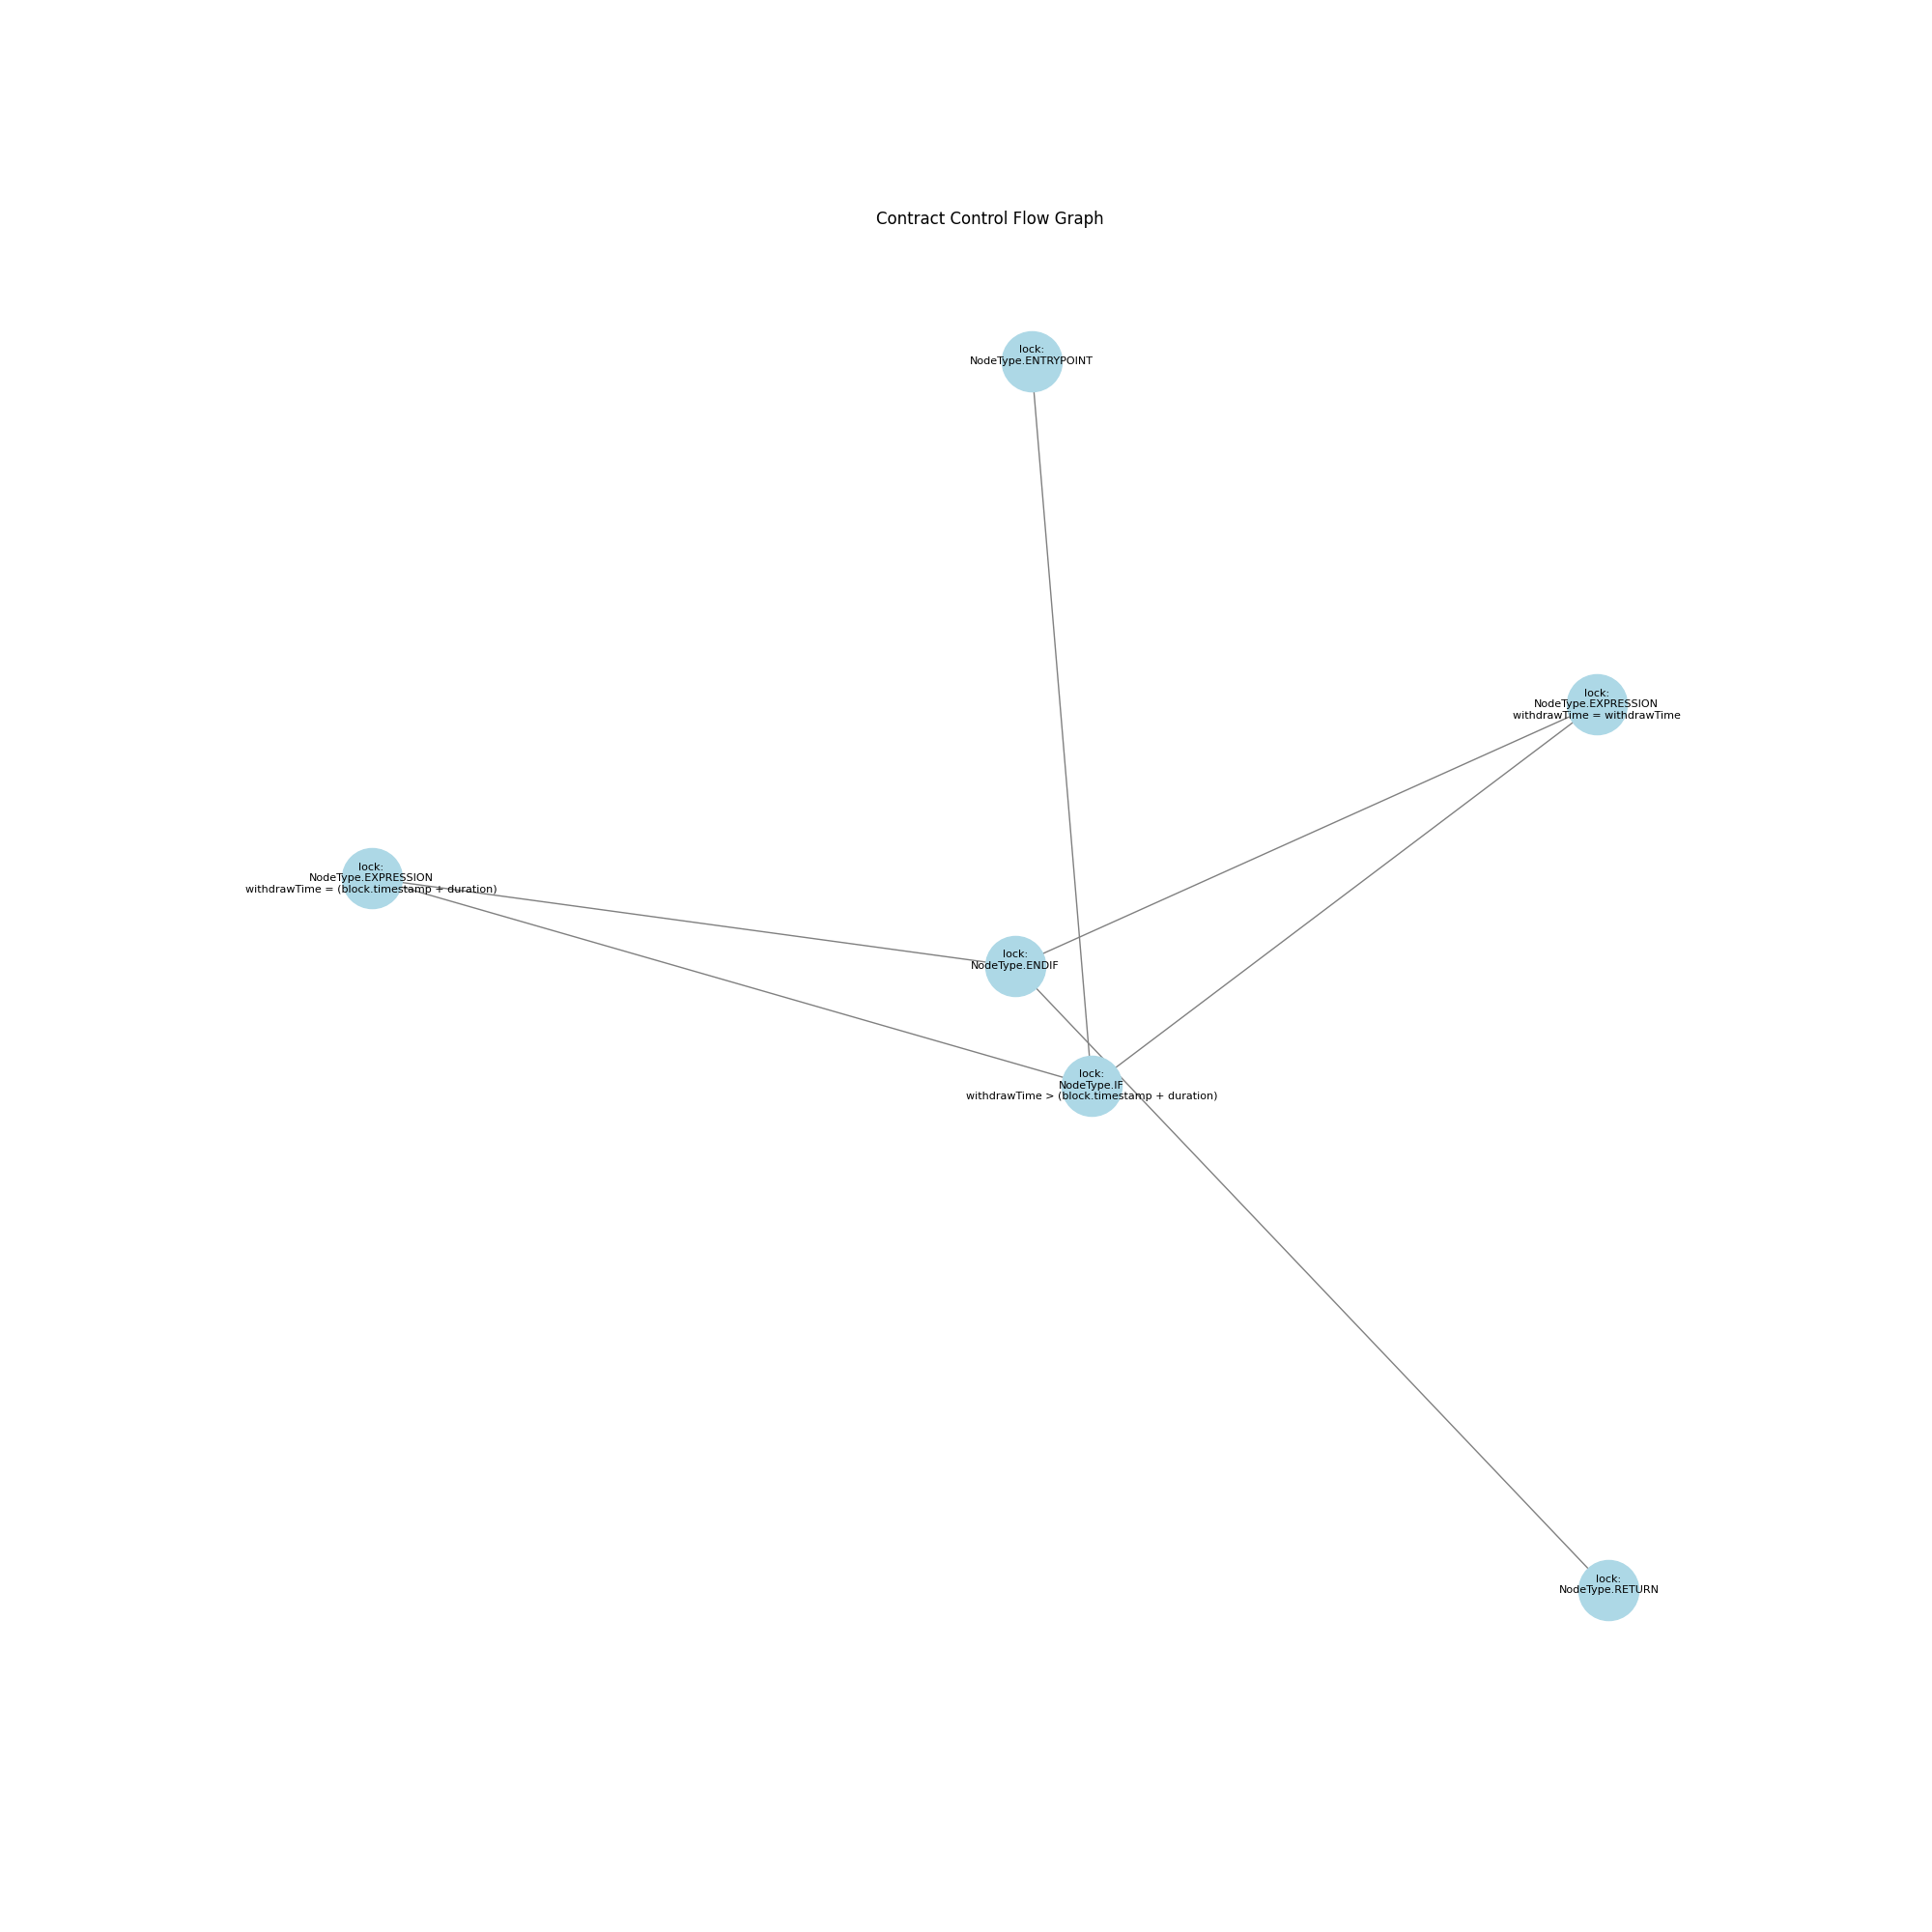 Contract Control Flow Graph
lock:
NodeType.ENTRYPOINT
lock:
NodeType.EXPRESSION
withdrawTime = withdrawTime
lock:
NodeType.EXPRESSION
withdrawTime = (block.timestamp + duration)
lock:
NodeType.ENDIF
lock:
NodeType.IF
withdrawTime > (block.timestamp + duration)
lock:
NodeType.RETURN